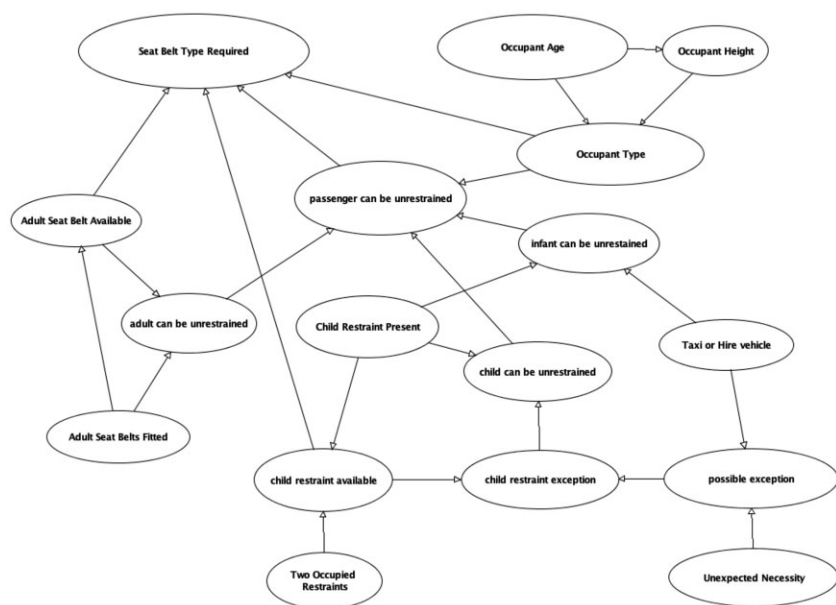 Seat Belt Type Required
Occupant Age
Occupant Height
Occupant Type
passenger can be unrestrained
Adult Seat Belt Available
infant can be unrestained
adult can be unrestrained
Child Restraint Present
Taxi or Hire vehicle
child can be unrestrained
Adult Seat Belts Fitted
child restraint available
child restraint exception
possible exception
Two Occupied
Restraints
Unexpected Necessity